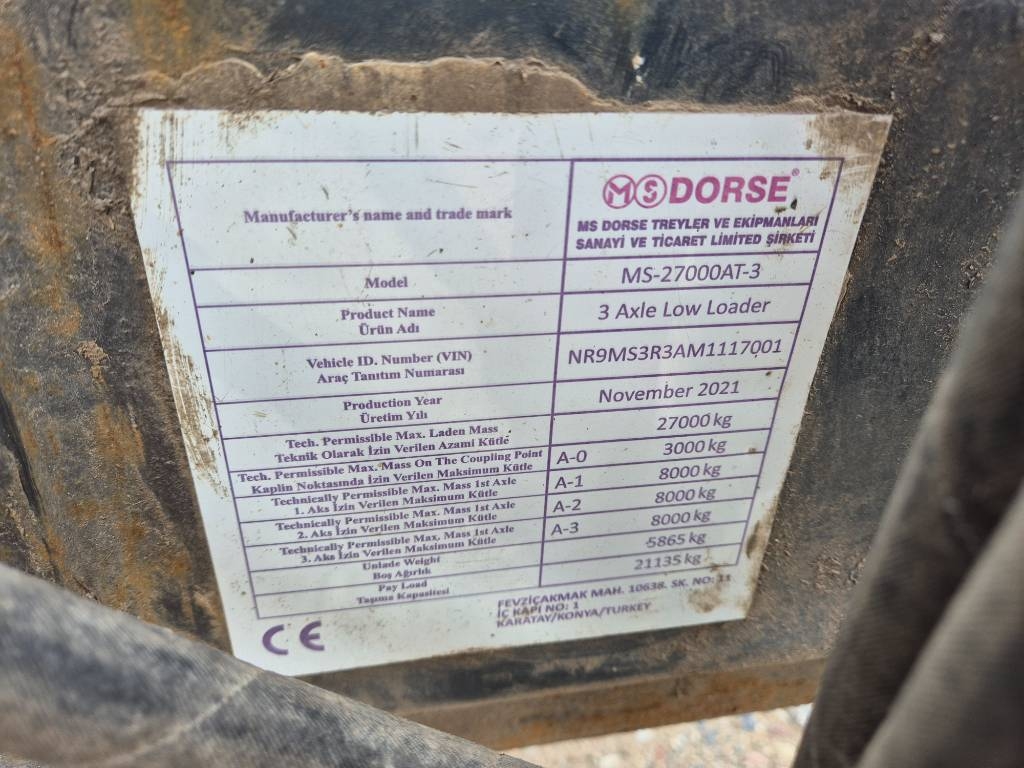 Manufacturer's name and trade mark
MS DORSE®
MS DORSE TREYLER VE EKİPMANLARI
SANAYİ VE TİCARET LİMİTED ŞİRKETİ
Model
MS-27000AT-3
Product Name
Ürün Adı
3 Axle Low Loader
Vehicle ID. Number (VIN)
Araç Tanıtım Numarası
NR9MS3R3AM1117001
Production Year
Üretim Yılı
November 2021
Tech. Permissible Max. Laden Mass
Teknik Olarak İzin Verilen Azami Kütle
27000 kg
Tech. Permissible Max. Mass On The Coupling Point
Kaplin Noktasında İzin Verilen Maksimum Kütle
A-0
3000 kg
Technically Permissible Max. Mass 1st Axle
1. Aks İzin Verilen Maksimum Kütle
A-1
8000 kg
Technically Permissible Max. Mass 1st Axle
2. Aks İzin Verilen Maksimum Kütle
A-2
8000 kg
Technically Permissible Max. Mass 1st Axle
3. Aks İzin Verilen Maksimum Kütle
A-3
8000 kg
Unlade Weight
Boş Ağırlık
5865 kg
Pay Load
Taşıma Kapasitesi
21135 kg
CE
FEVZİÇAKMAK MAH. 10638. SK. NO: 11
İÇ KAPI NO: 1
KARATAY/KONYA/TURKEY